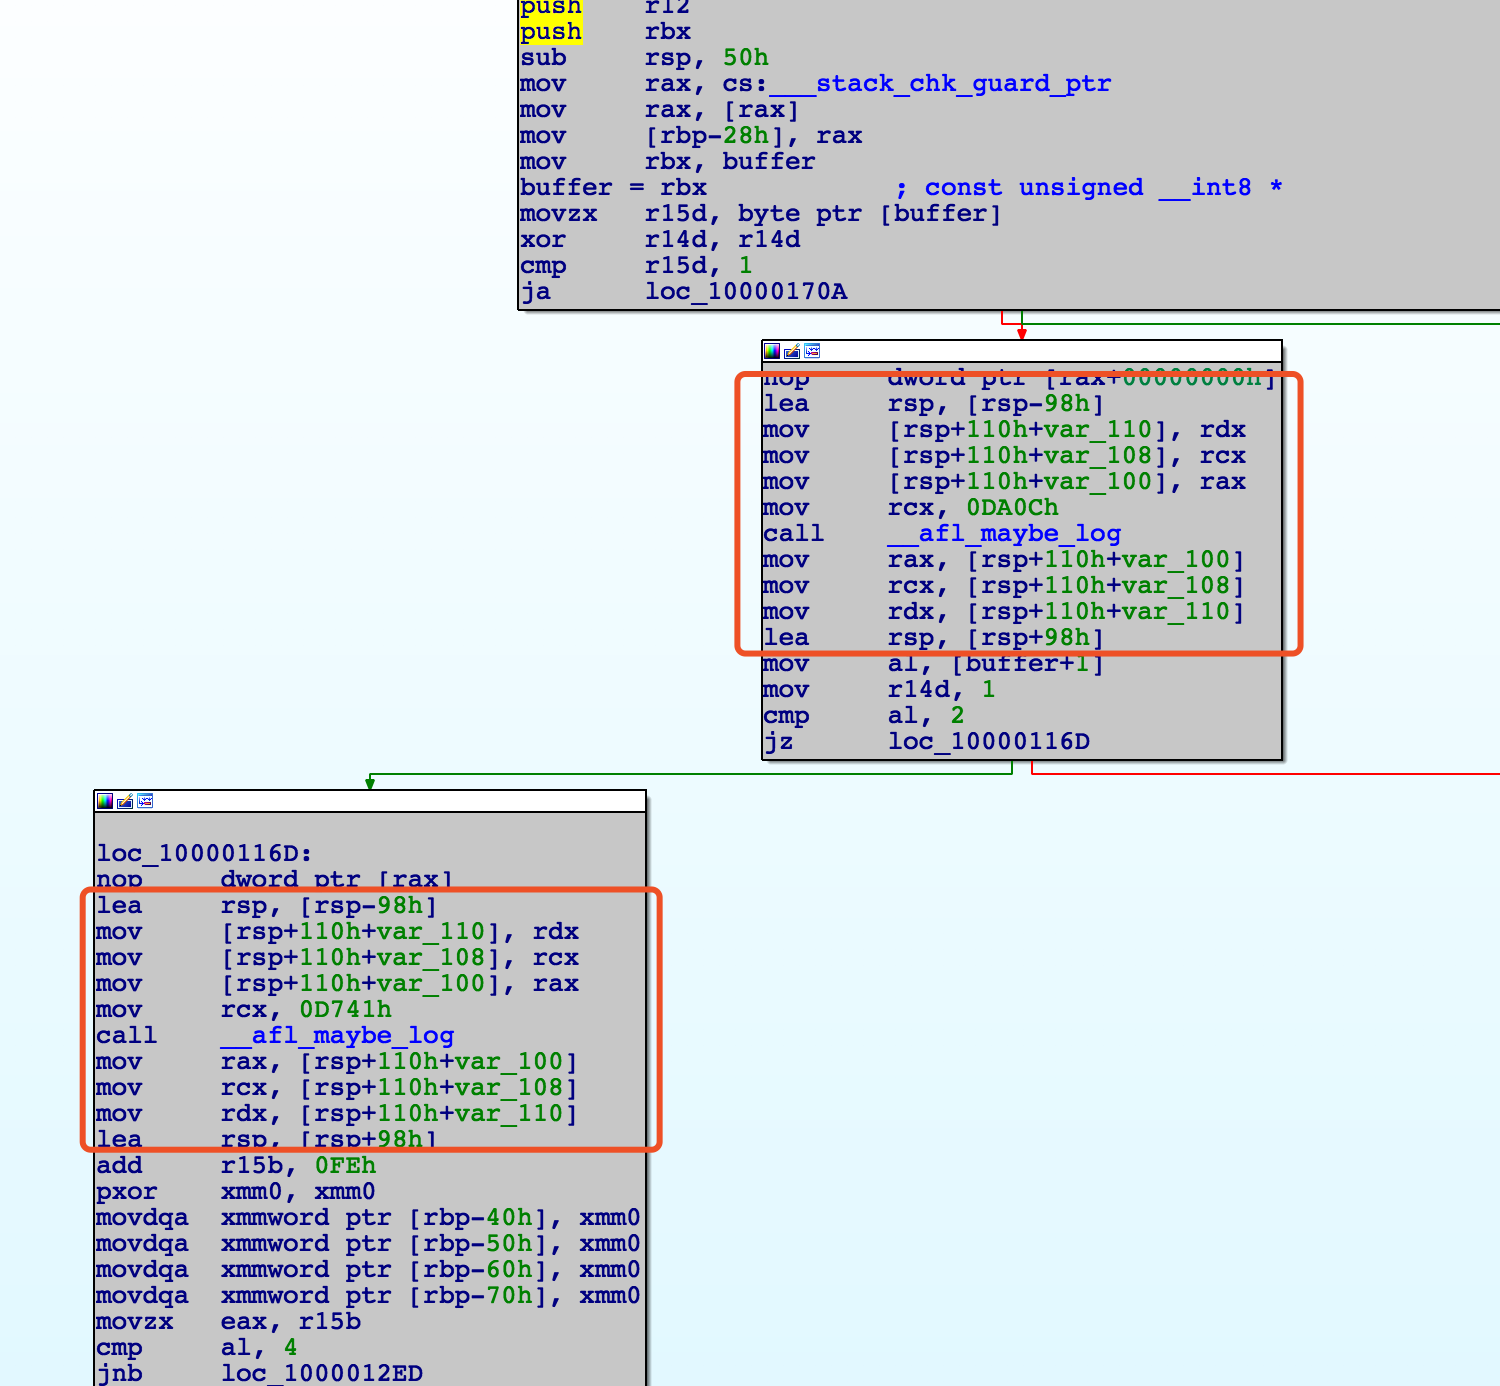 push r12
push rbx
sub rsp, 50h
mov rax, cs:___stack_chk_guard_ptr
mov rax, [rax]
mov [rbp-28h], rax
mov rbx, buffer
buffer = rbx ; const unsigned __int8 *
movzx r15d, byte ptr [buffer]
xor r14d, r14d
cmp r15d, 1
ja loc_10000170A
nop dword ptr [rax+00000000h]
lea rsp, [rsp-98h]
mov [rsp+110h+var_110], rdx
mov [rsp+110h+var_108], rcx
mov [rsp+110h+var_100], rax
mov rcx, 0DA0Ch
call __afl_maybe_log
mov rax, [rsp+110h+var_100]
mov rcx, [rsp+110h+var_108]
mov rdx, [rsp+110h+var_110]
lea rsp, [rsp+98h]
mov al, [buffer+1]
mov r14d, 1
cmp al, 2
jz loc_10000116D
loc_10000116D:
nop dword ptr [rax]
lea rsp, [rsp-98h]
mov [rsp+110h+var_110], rdx
mov [rsp+110h+var_108], rcx
mov [rsp+110h+var_100], rax
mov rcx, 0D741h
call __afl_maybe_log
mov rax, [rsp+110h+var_100]
mov rcx, [rsp+110h+var_108]
mov rdx, [rsp+110h+var_110]
lea rsp, [rsp+98h]
add r15b, 0FEh
pxor xmm0, xmm0
movdqa xmmword ptr [rbp-40h], xmm0
movdqa xmmword ptr [rbp-50h], xmm0
movdqa xmmword ptr [rbp-60h], xmm0
movdqa xmmword ptr [rbp-70h], xmm0
movzx eax, r15b
cmp al, 4
jnb loc_1000012ED